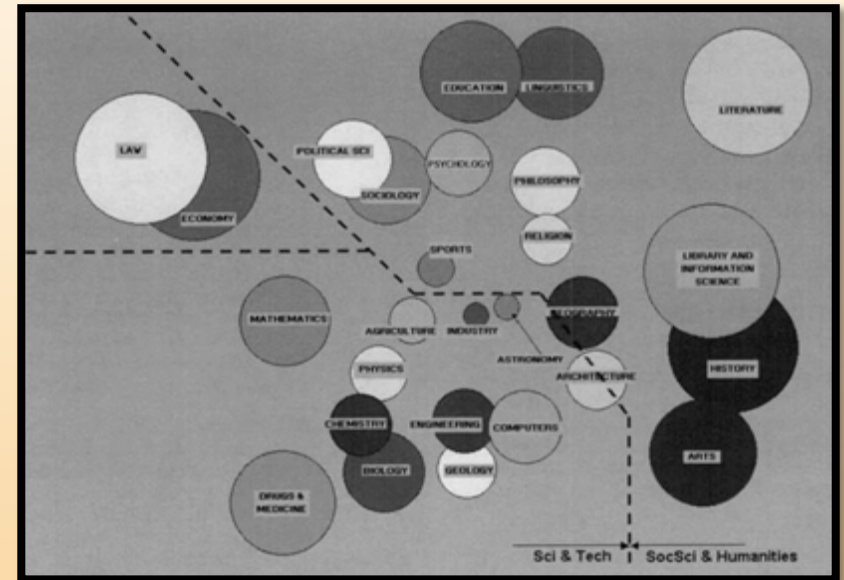 EDUCATION
LINGUISTICS
LITERATURE
LAW
POLITICAL SCI
PSYCHOLOGY
PHILOSOPHY
SOCIOLOGY
ECONOMY
RELIGION
SPORTS
LIBRARY AND
INFORMATION
SCIENCE
MATHEMATICS
AGRICULTURE
INDUSTRY
GEOGRAPHY
ASTRONOMY
PHYSICS
ARCHITECTURE
HISTORY
CHEMISTRY
ENGINEERING
COMPUTERS
BIOLOGY
GEOLOGY
ARTS
DRUGS &
MEDICINE
Sci & Tech
SocSci & Humanities